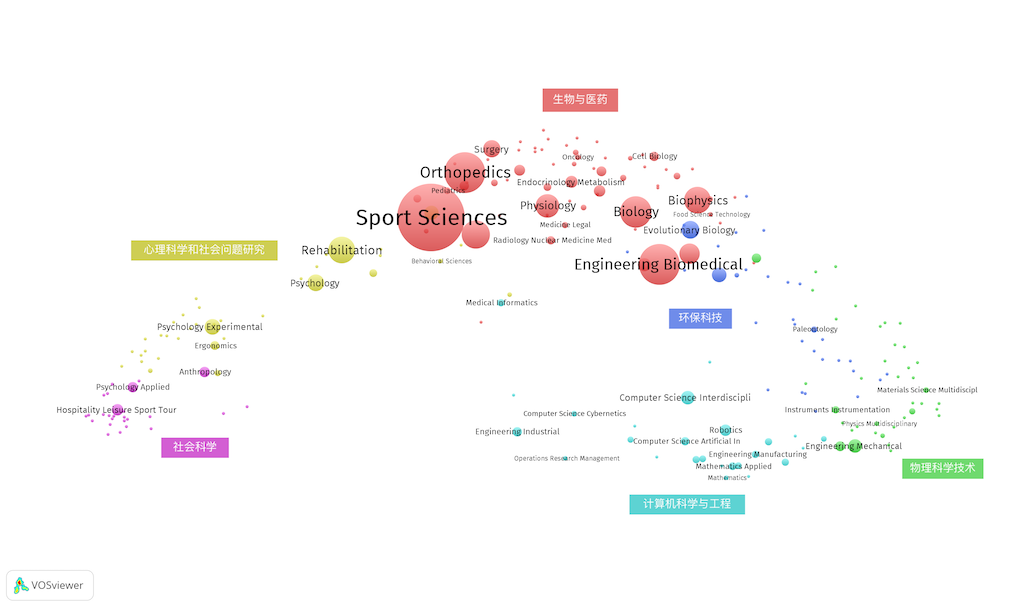 生物与医药
Surgery
Oncology
Cell Biology
Orthopedics
Endocrinology Metabolism
Pediatrics
Biophysics
Physiology
Biology
Food Science Technology
Sport Sciences
Medicine Legal
Evolutionary Biology
Radiology Nuclear Medicine Med
心理科学和社会问题研究
Rehabilitation
Behavioral Sciences
Engineering Biomedical
Psychology
Medical Informatics
环保科技
Psychology Experimental
Paleontology
Ergonomics
Anthropology
Psychology Applied
Materials Science Multidiscipl
Computer Science Interdiscipli
Hospitality Leisure Sport Tour
Computer Science Cybernetics
Instruments Instrumentation
Physics Multidisciplinary
Engineering Industrial
Robotics
Computer Science Artificial In
社会科学
Engineering Mechanical
Operations Research Management
Engineering Manufacturing
Mathematics Applied
物理科学技术
Mathematics
计算机科学与工程
VOSviewer